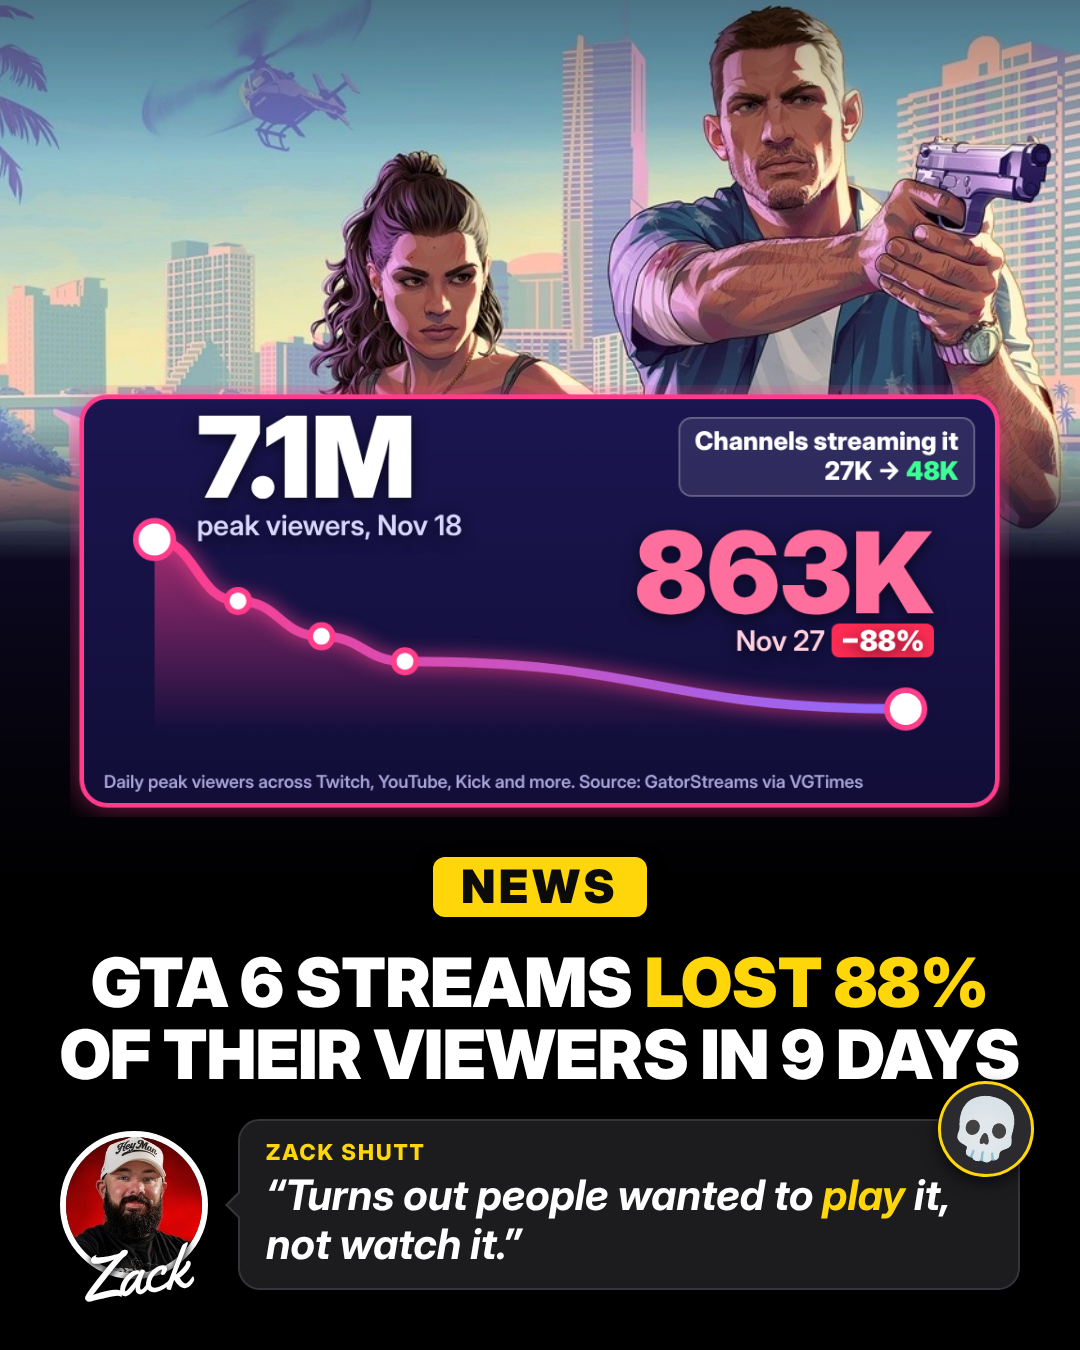 7.1M
peak viewers, Nov 18
Channels streaming it
27K → 48K
863K
Nov 27 −88%
Daily peak viewers across Twitch, YouTube, Kick and more. Source: GatorStreams via VGTimes
NEWS
GTA 6 STREAMS LOST 88%
OF THEIR VIEWERS IN 9 DAYS
Hey Man
Zack
ZACK SHUTT
“Turns out people wanted to play it,
not watch it.”